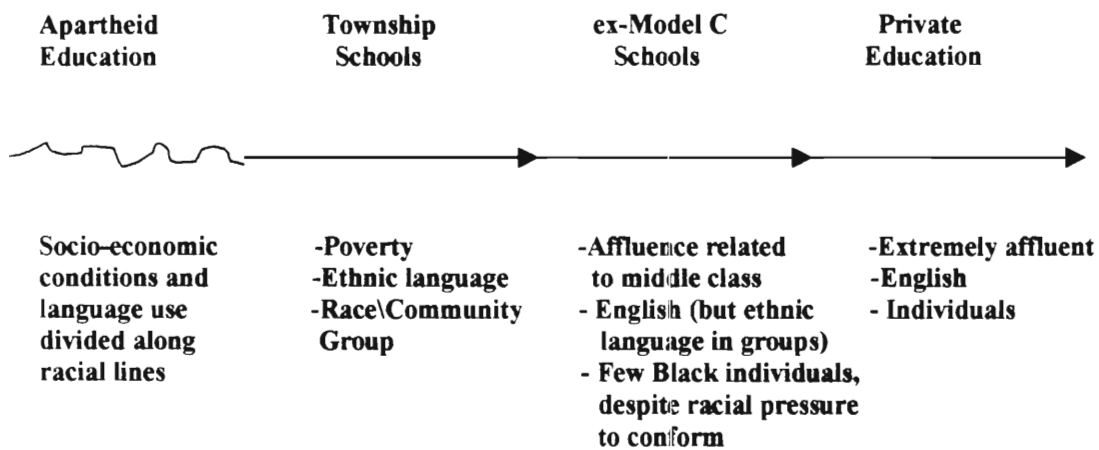 Apartheid
Education
Township
Schools
ex-Model C
Schools
Private
Education
Socio-economic
conditions and
language use
divided along
racial lines
-Poverty
-Ethnic language
-Race\Community
Group
-Affluence related
to middle class
- English (but ethnic
language in groups)
- Few Black individuals,
despite racial pressure
to conform
-Extremely affluent
-English
- Individuals